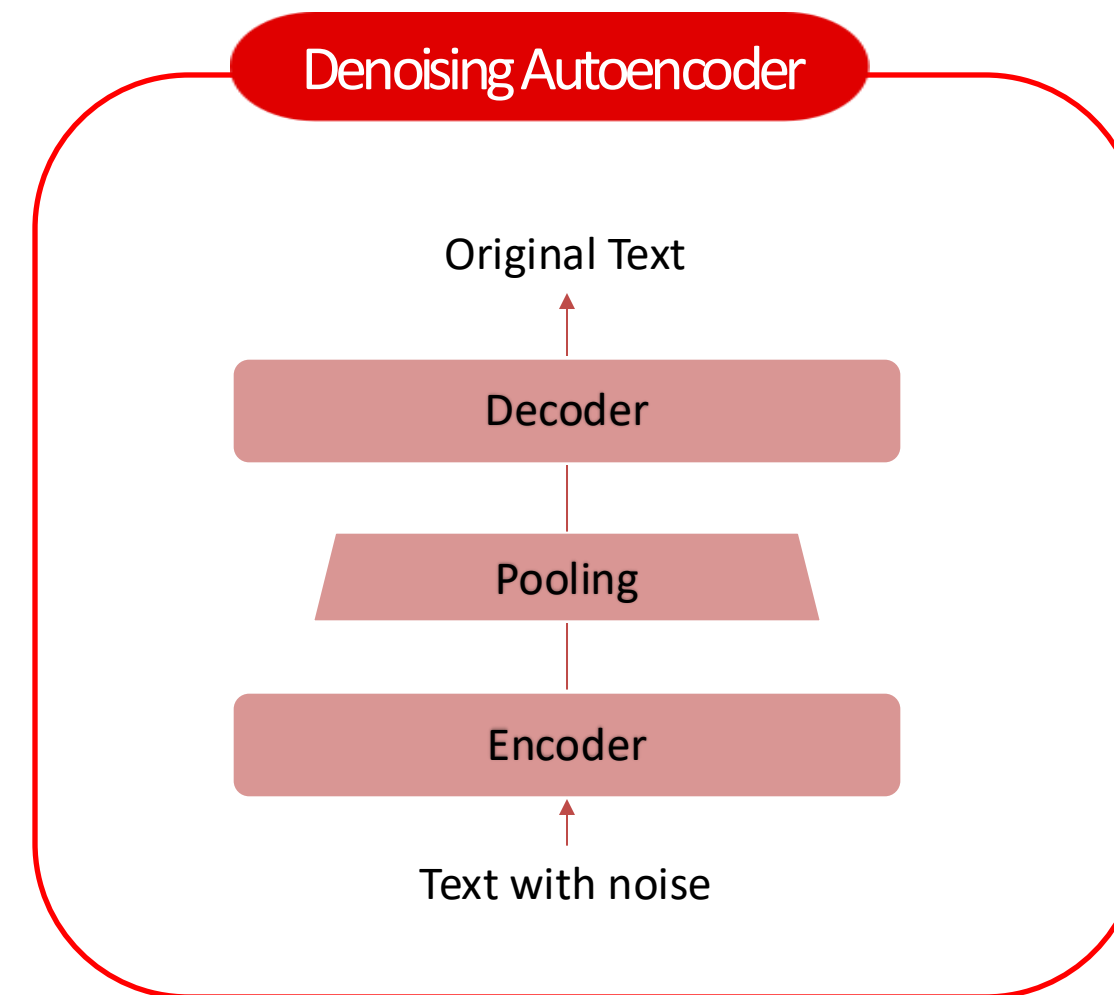 Denoising Autoencoder
Original Text
Decoder
Pooling
Encoder
Text with noise